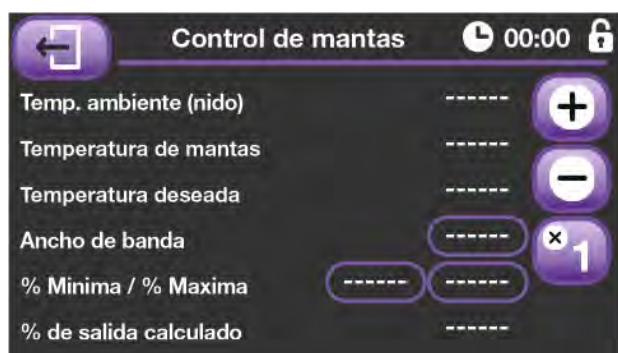 Control de mantas 00:00
Temp. ambiente (nido) ------
Temperatura de mantas ------
Temperatura deseada ------
Ancho de banda ------
% Minima / % Maxima ------ ------
% de salida calculado ------
+
-
×1